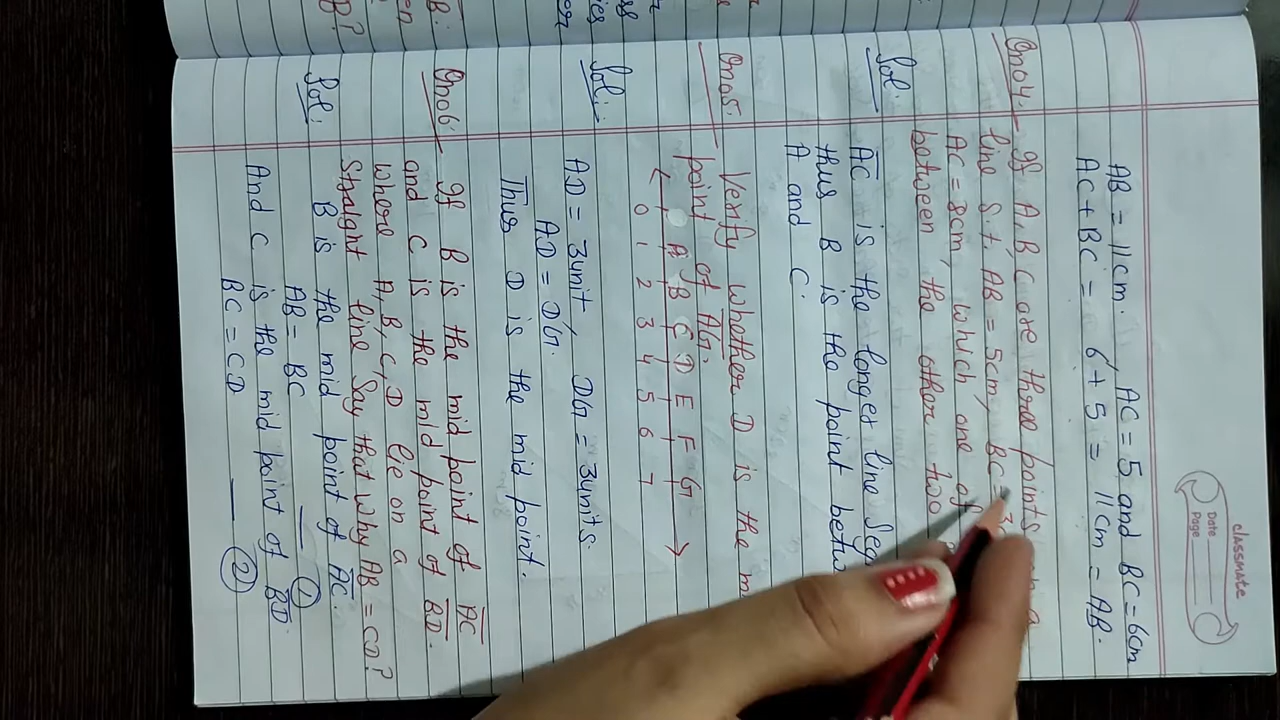 classmate
Date
Page
AB = 11cm. , AC = 5 and BC = 6cm
AC + BC = 6 + 5 = 11cm = AB.
Qno4. If A, B, C are three points
line s.t. AB = 5cm, BC =
AC = 8cm, which one of
between the other two
Sol. AC is the longer line
thus B is the point
A and C.
Qno5. Verify whether D is the
point of AG.
A B C D E F G
0 1 2 3 4 5 6 7
Sol. AD = 3unit, DG = 3units.
AD = DG.
Thus D is the mid point.
Qno6. If B is the mid point of
and C is the mid point of BD.
where A, B, C, D lie on a
Straight line Say that why AB = CD?
Sol. B is the mid point of AC.
AB = BC — ①
And C is the mid point of BD.
BC = CD — ②